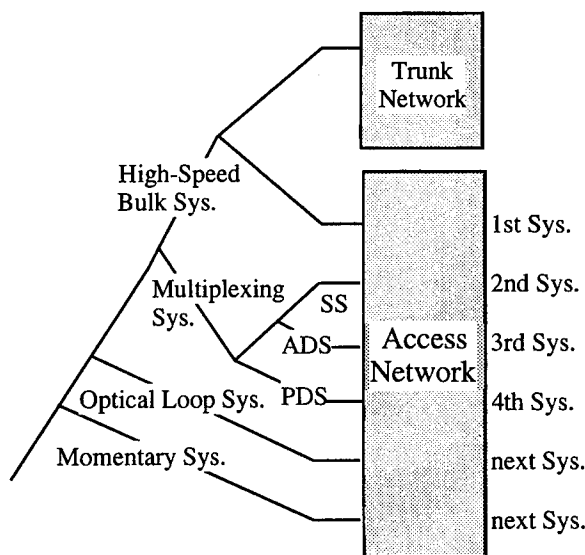 Trunk
Network
High-Speed
Bulk Sys.
1st Sys.
Multiplexing
Sys.
SS
2nd Sys.
ADS
Access
Network
3rd Sys.
PDS
4th Sys.
Optical Loop Sys.
next Sys.
Momentary Sys.
next Sys.